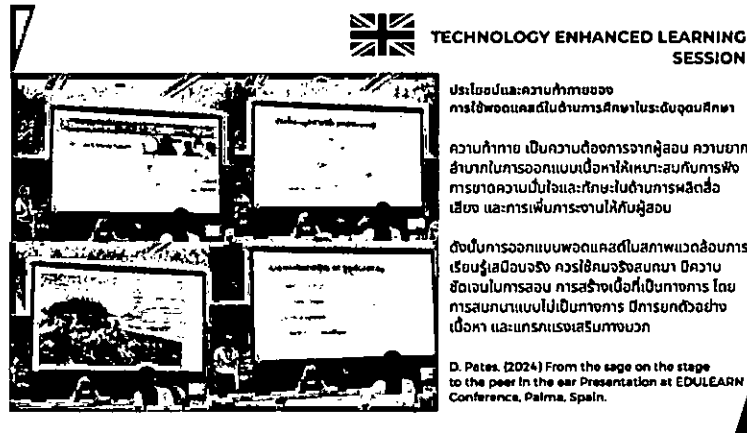 TECHNOLOGY ENHANCED LEARNING
SESSION
ประโยชน์และความท้าทายของ
การใช้พอดแคสต์ในด้านการศึกษาในระดับอุดมศึกษา
ความท้าทาย เป็นความต้องการจากผู้สอน ความยาก
ลำบากในการออกแบบเนื้อหาให้เหมาะสมกับการฟัง
การขาดความมั่นใจและทักษะในด้านการผลิตสื่อ
เสียง และการเพิ่มภาระงานให้กับผู้สอน
ดังนั้นการออกแบบพอดแคสต์ในสภาพแวดล้อมการ
เรียนรู้เสมือนจริง ควรใช้คนจริงสนทนา มีความ
ชัดเจนในการสอน การสร้างเนื้อที่เป็นทางการ โดย
การสนทนาแบบไม่เป็นทางการ มีการยกตัวอย่าง
เนื้อหา และแทรกแรงเสริมทางบวก
D. Pates. (2024) From the sage on the stage
to the peer in the ear Presentation at EDULEARN
Conference, Palma, Spain.